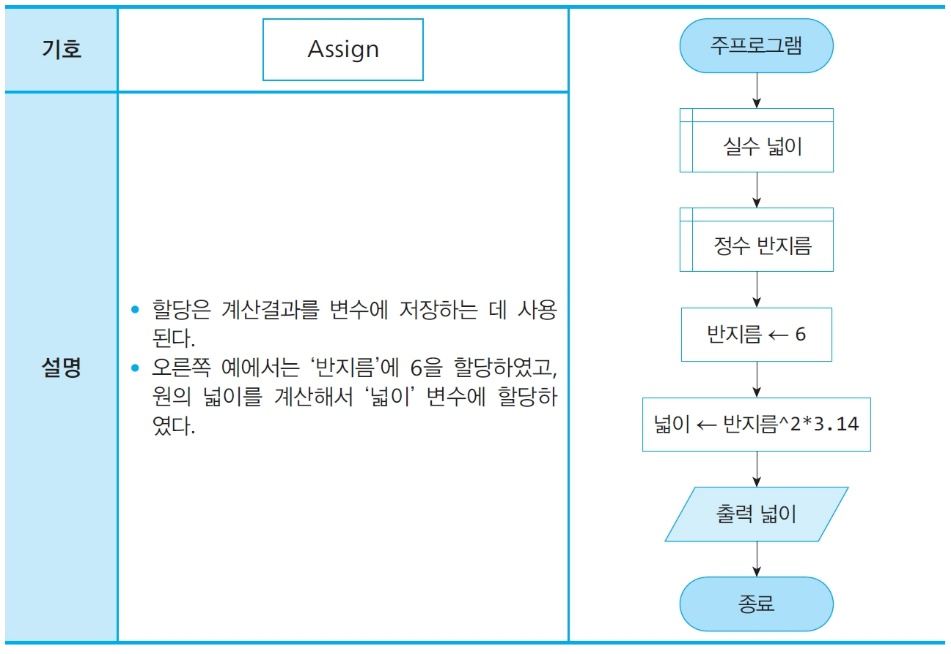 기호
Assign
설명
• 할당은 계산결과를 변수에 저장하는 데 사용
된다.
• 오른쪽 예에서는 ‘반지름’에 6을 할당하였고,
원의 넓이를 계산해서 ‘넓이’ 변수에 할당하
였다.
주프로그램
실수 넓이
정수 반지름
반지름 ← 6
넓이 ← 반지름^2*3.14
출력 넓이
종료